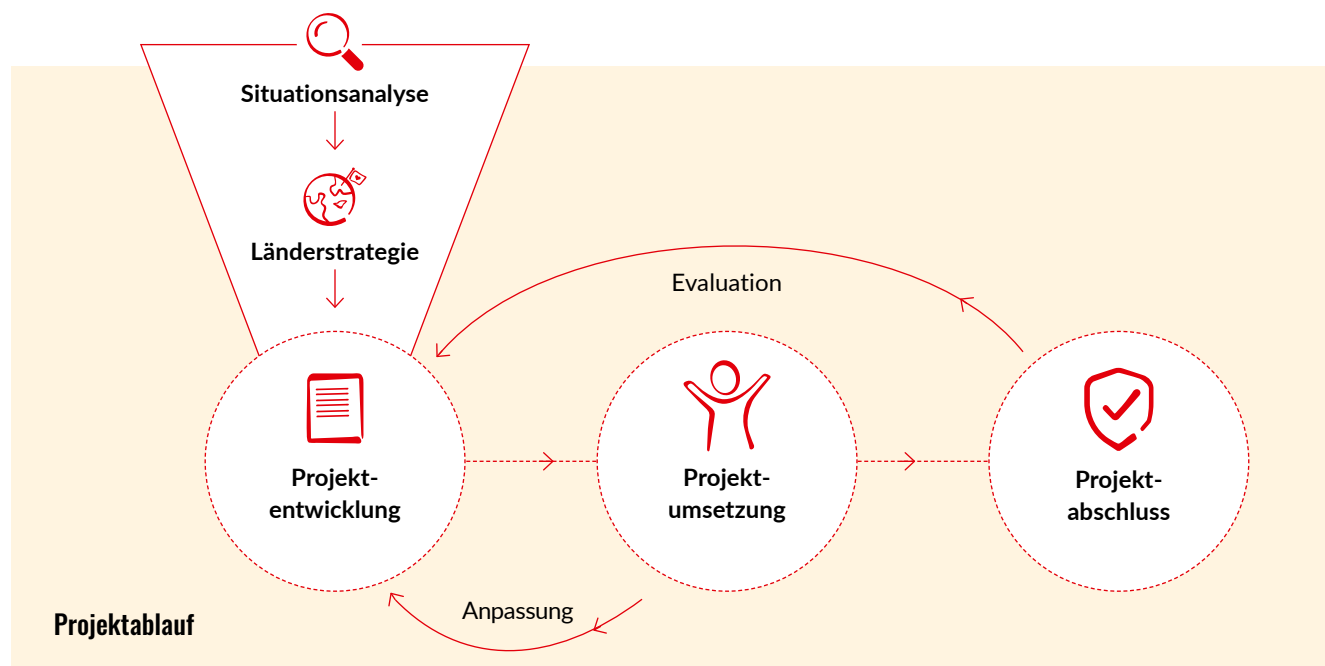 Situationsanalyse
Länderstrategie
Evaluation
Projekt-
entwicklung
Projekt-
umsetzung
Projekt-
abschluss
Anpassung
Projektablauf